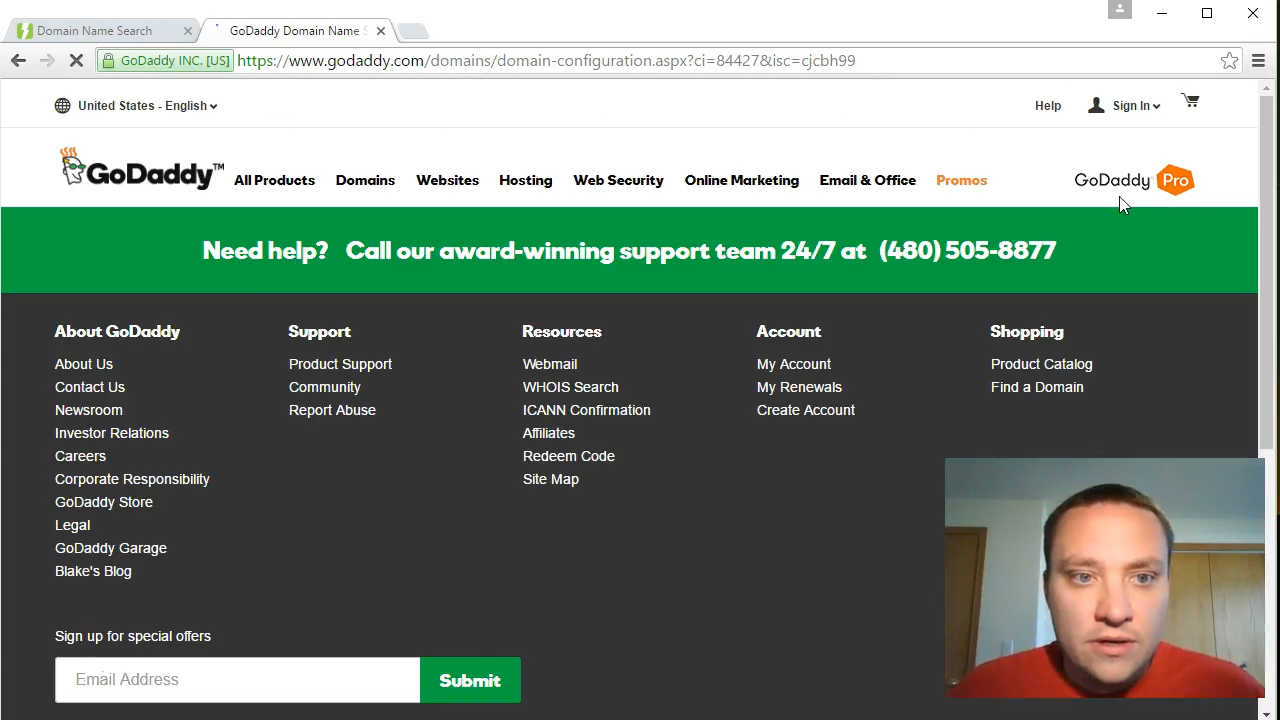 Domain Name Search
GoDaddy Domain Name S
GoDaddy INC. [US]
https://www.godaddy.com/domains/domain-configuration.aspx?ci=84427&isc=cjcbh99
United States - English
Help
Sign In
GoDaddy™
All Products
Domains
Websites
Hosting
Web Security
Online Marketing
Email & Office
Promos
GoDaddy Pro
Need help? Call our award-winning support team 24/7 at (480) 505-8877
About GoDaddy
About Us
Contact Us
Newsroom
Investor Relations
Careers
Corporate Responsibility
GoDaddy Store
Legal
GoDaddy Garage
Blake's Blog
Support
Product Support
Community
Report Abuse
Resources
Webmail
WHOIS Search
ICANN Confirmation
Affiliates
Redeem Code
Site Map
Account
My Account
My Renewals
Create Account
Shopping
Product Catalog
Find a Domain
Sign up for special offers
Email Address
Submit